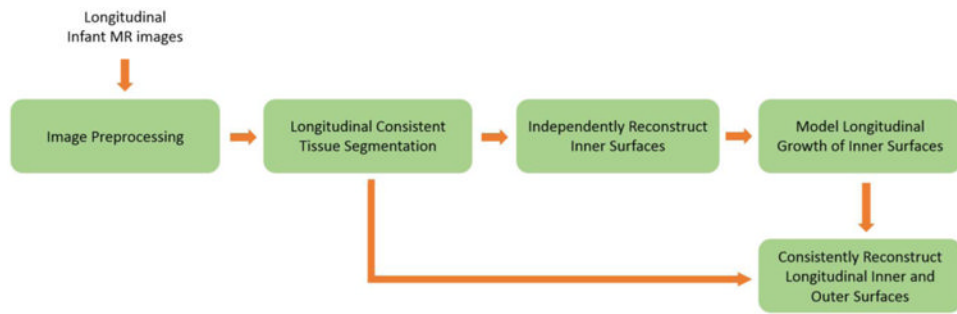 Longitudinal
Infant MR images
Image Preprocessing
Longitudinal Consistent
Tissue Segmentation
Independently Reconstruct
Inner Surfaces
Model Longitudinal
Growth of Inner Surfaces
Consistently Reconstruct
Longitudinal Inner and
Outer Surfaces